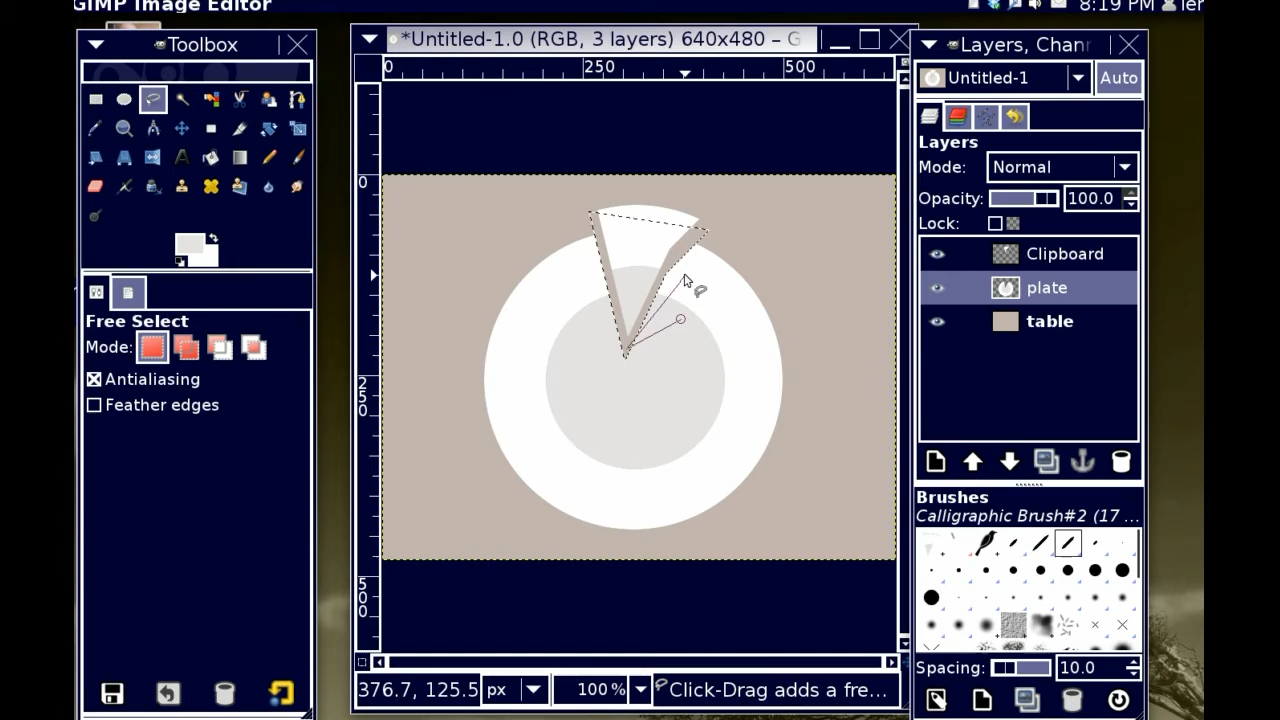 GIMP Image Editor
8:19 PM
Toolbox
*Untitled-1.0 (RGB, 3 layers) 640x480 – G
Layers, Chan
0
250
500
Untitled-1
Auto
Layers
Mode:
Normal
Opacity:
100.0
Lock:
0
Clipboard
plate
table
Free Select
Mode:
Antialiasing
Feather edges
250
500
Brushes
Calligraphic Brush#2 (17 ...
Spacing:
10.0
376.7, 125.5
px
100 %
Click-Drag adds a fre...